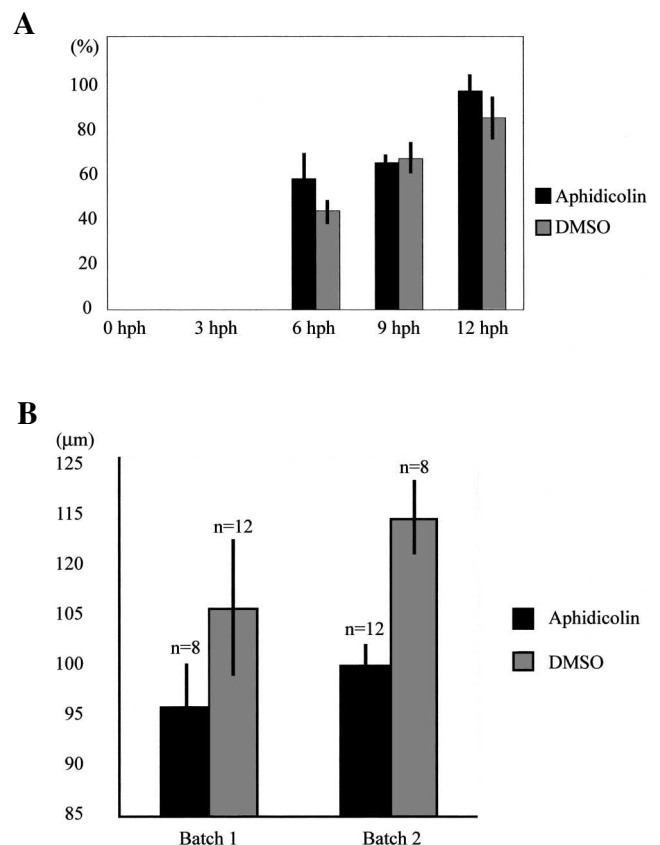 A
(%)
100
80
60
40
20
0
0 hph 3 hph 6 hph 9 hph 12 hph
Aphidicolin
DMSO
B
(μm)
125
115
120
105
100
95
90
85
n=8
n=12
n=12
n=8
Batch 1 Batch 2
Aphidicolin
DMSO